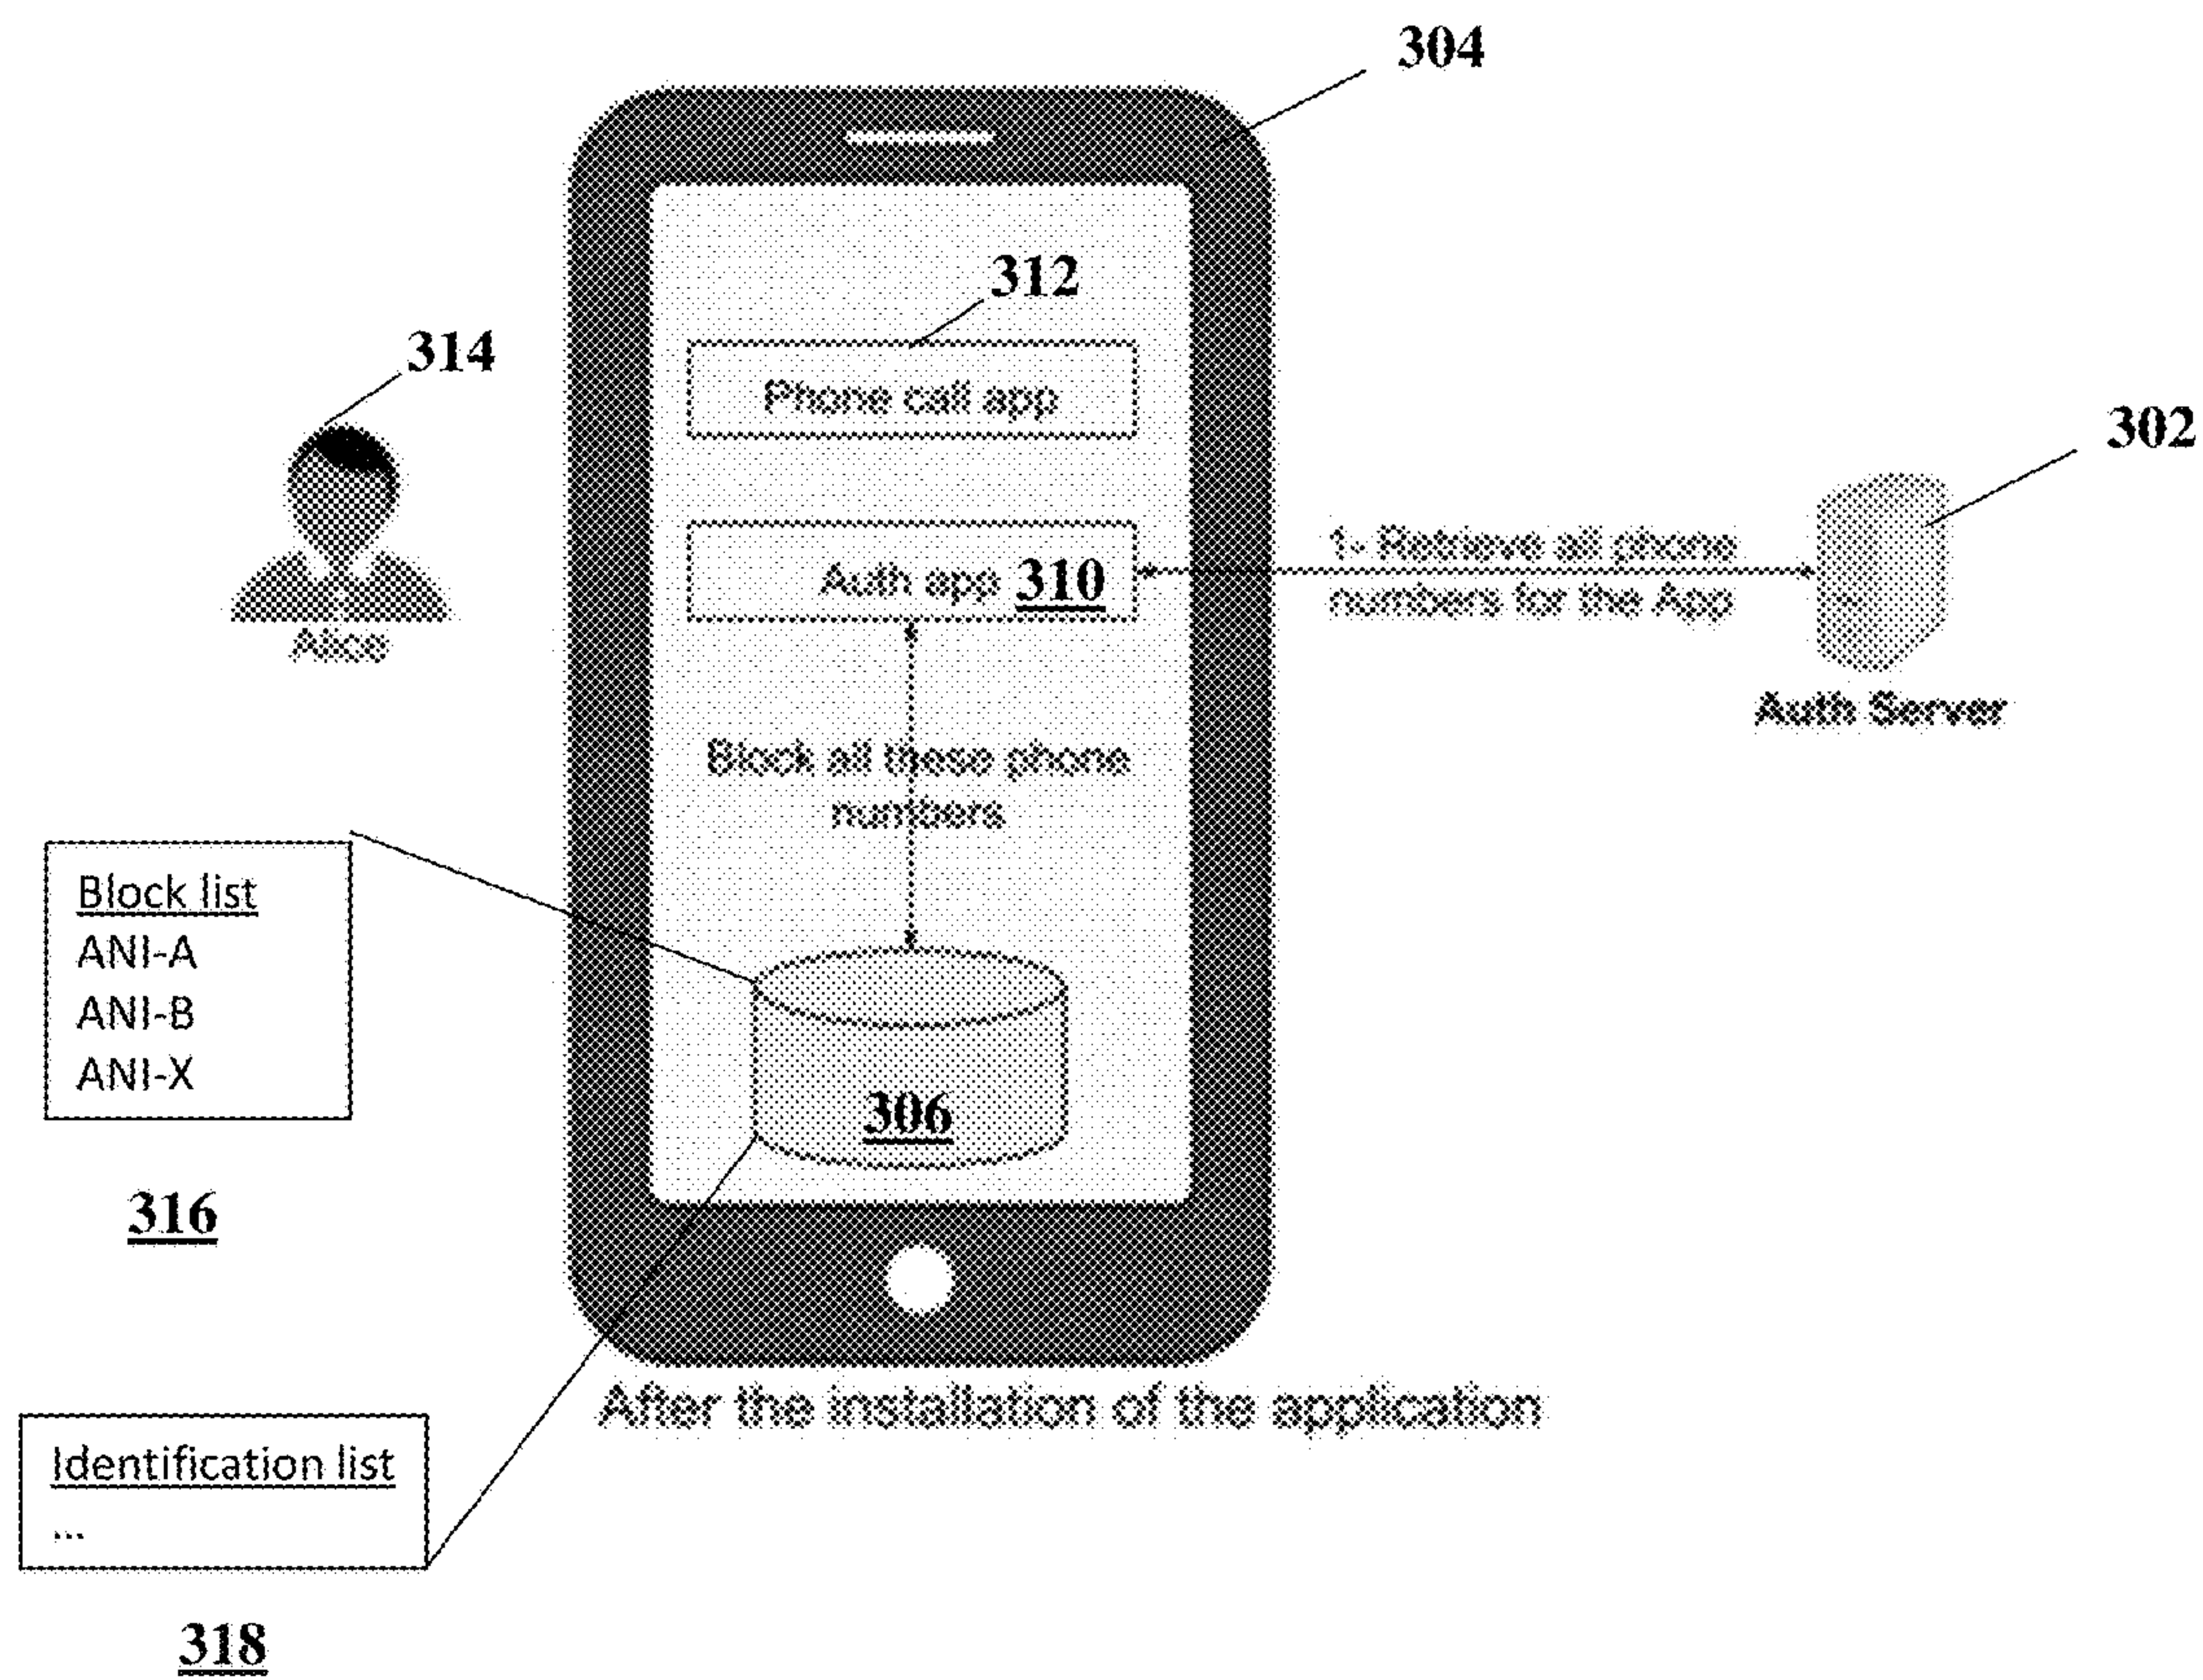 304
312
Phone call app
314
Alice
302
Auth app 310
1- Retrieve all phone
numbers for the App
Auth Server
Block all these phone
numbers
Block list
ANI-A
ANI-B
ANI-X
306
316
After the installation of the application
Identification list
...
318